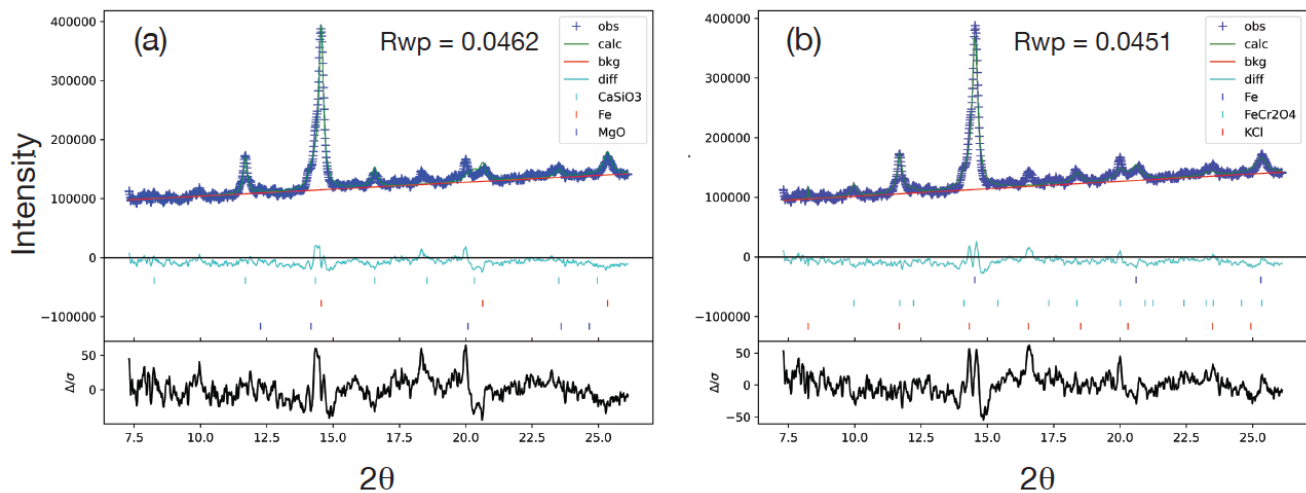 (a)
Rwp = 0.0462
obs
calc
bkg
diff
CaSiO3
Fe
MgO
400000
300000
200000
100000
0
−100000
Intensity
50
0
Δ/σ
7.5 10.0 12.5 15.0 17.5 20.0 22.5 25.0
2θ
(b)
Rwp = 0.0451
obs
calc
bkg
diff
Fe
FeCr2O4
KCl
400000
300000
200000
100000
0
−100000
50
0
−50
Δ/σ
7.5 10.0 12.5 15.0 17.5 20.0 22.5 25.0
2θ